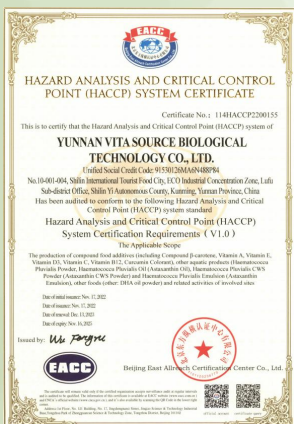 EACC
HAZARD ANALYSIS AND CRITICAL CONTROL
POINT (HACCP) SYSTEM CERTIFICATE
Certificate No.: 114HACCP2200155
This is to certify that the Hazard Analysis and Critical Control Point (HACCP) system of
YUNNAN VITA SOURCE BIOLOGICAL
TECHNOLOGY CO., LTD.
Unified Social Credit Code: 91530126MA6N488P84
No.10-001-004, Shilin International Tourist Food City, ECO Industrial Concentration Zone, Lufu
Sub-district Office, Shilin Yi Autonomous County, Kunming, Yunnan Province, China
Has been audited to conform to the following Hazard Analysis and Critical
Control Point (HACCP) system standard
Hazard Analysis and Critical Control Point (HACCP)
System Certification Requirements (V1.0)
The Applicable Scope
The production of compound food additives (including Compound β-carotene, Vitamin A, Vitamin E,
Vitamin D3, Vitamin C, Vitamin B12, Curcumin Colorant), other aquatic products (Haematococcus
Pluvialis Powder, Haematococcus Pluvialis Oil (Astaxanthin Oil), Haematococcus Pluvialis CWS
Powder (Astaxanthin CWS Powder) and Haematococcus Pluvialis Emulsion (Astaxanthin
Emulsion), other foods (other: DHA oil powder) and related activities of involved sites
Date of initial issuance: Nov. 17, 2022
Date of issuance: Nov. 17, 2022
Date of renewal: Dec. 13, 2023
Date of expiry: Nov. 16, 2025
Issued by:
EACC
Beijing East Allreach Certification Center Co., Ltd.